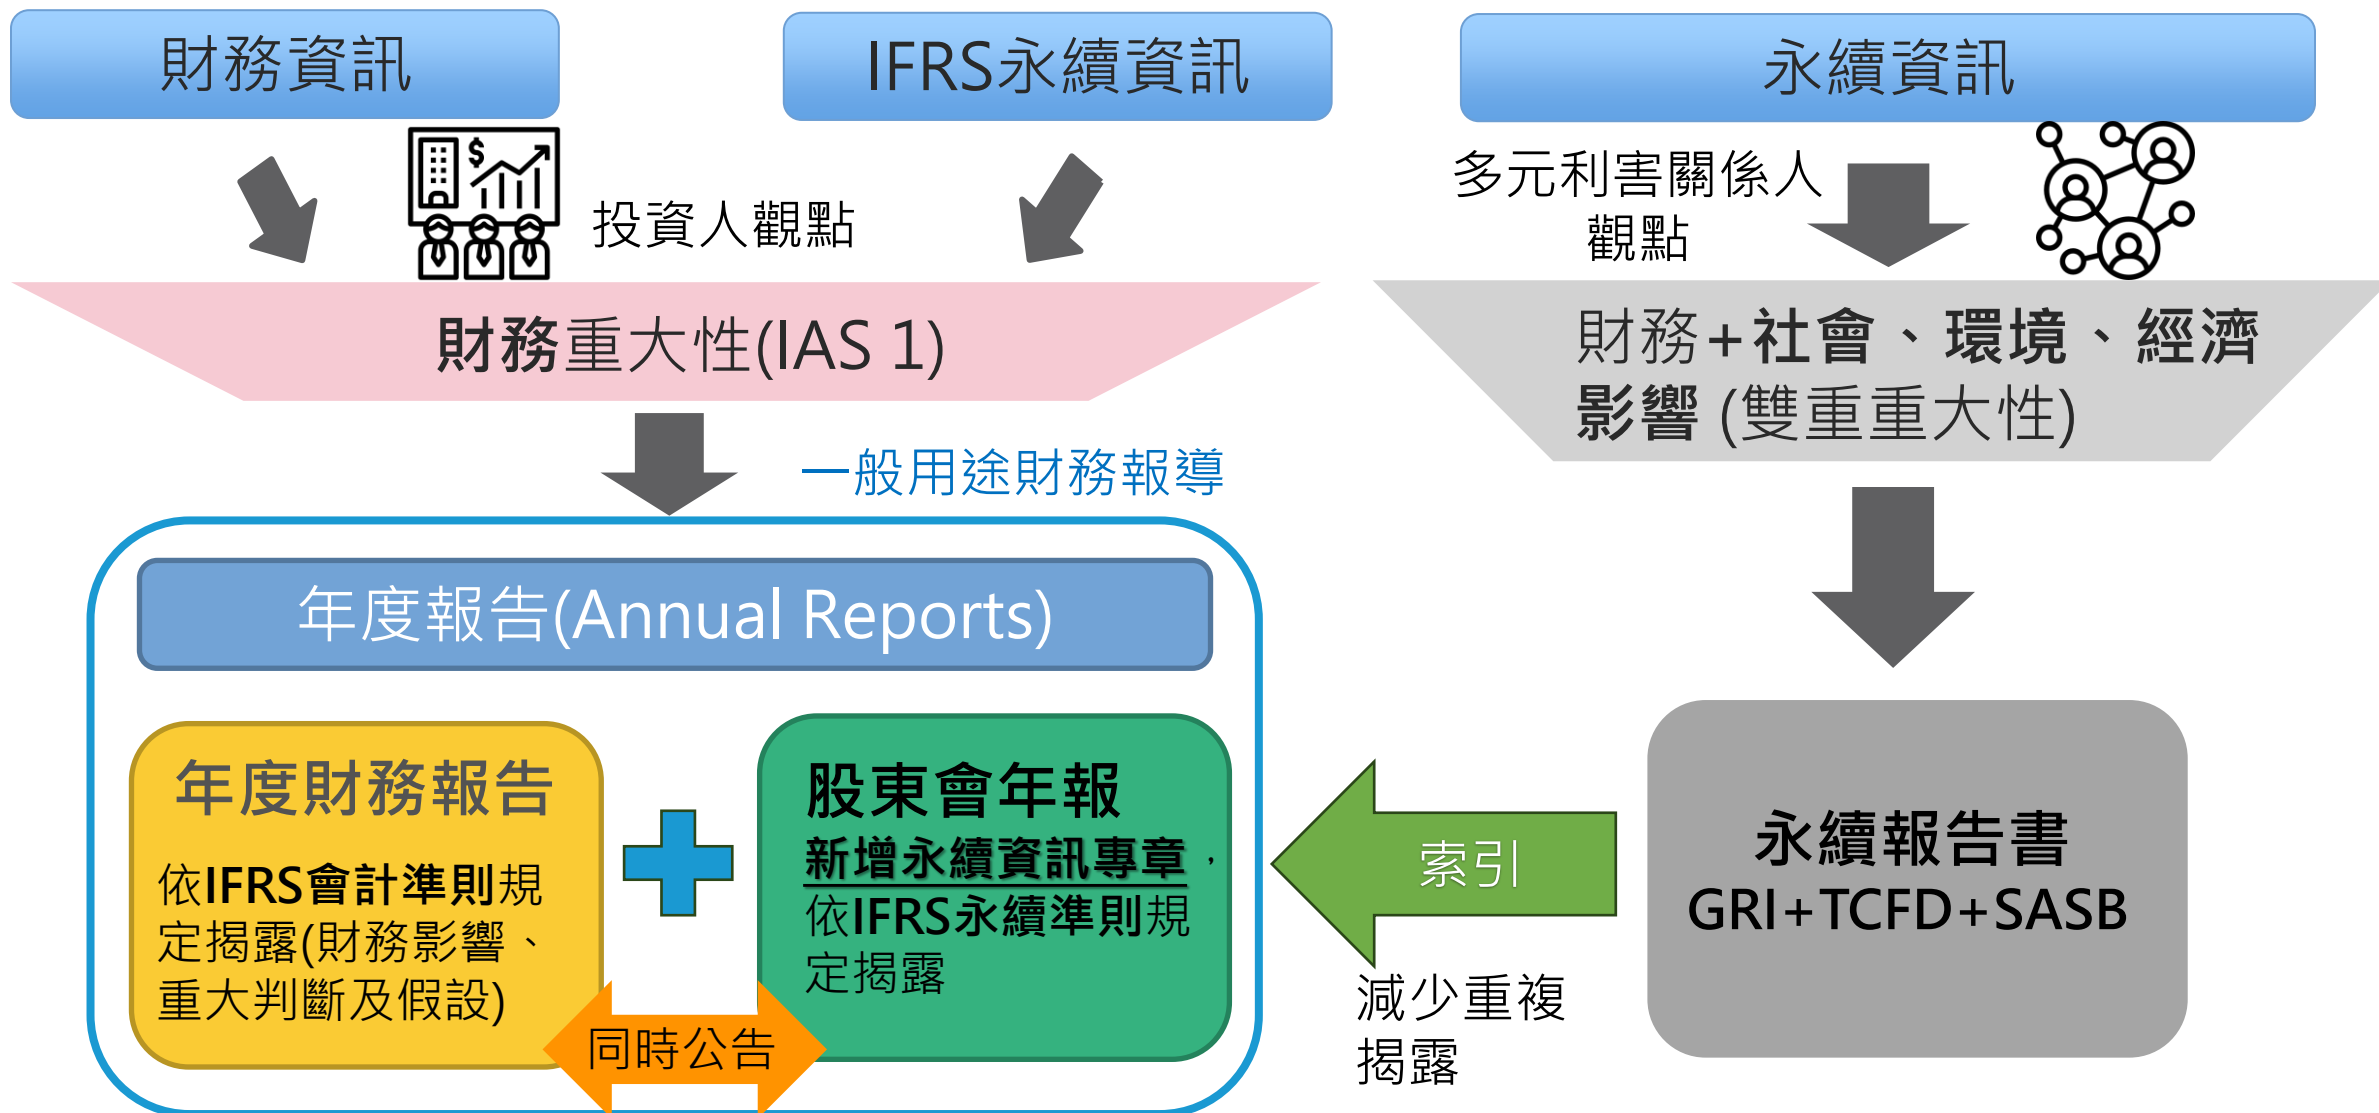 財務資訊
IFRS永續資訊
永續資訊
投資人觀點
多元利害關係人
觀點
財務重大性(IAS 1)
財務+社會、環境、經濟
影響 (雙重重大性)
一般用途財務報導
年度報告(Annual Reports)
年度財務報告
依IFRS會計準則規
定揭露(財務影響、
重大判斷及假設)
股東會年報
新增永續資訊專章，
依IFRS永續準則規
定揭露
同時公告
索引
減少重複
揭露
永續報告書
GRI+TCFD+SASB